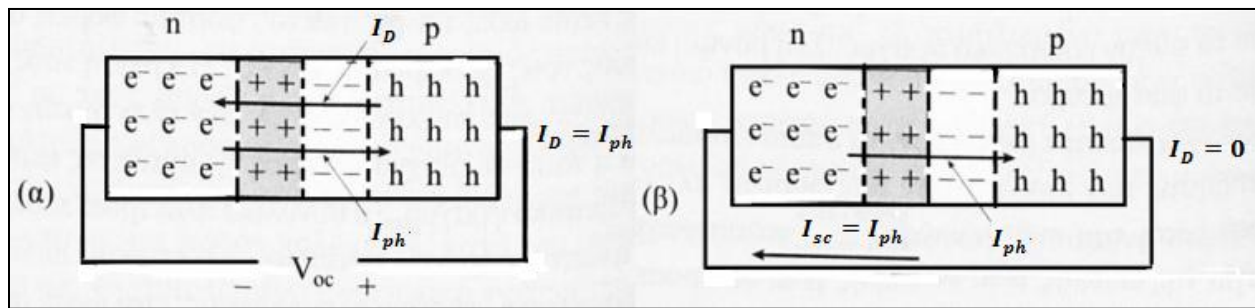 n I_D p
e⁻ e⁻ e⁻ + + − − h h h
e⁻ e⁻ e⁻ + + − − h h h
e⁻ e⁻ e⁻ + + − − h h h
I_D = I_ph
(α)
I_ph
− V_oc +
n p
e⁻ e⁻ e⁻ + + − − h h h
e⁻ e⁻ e⁻ + + − − h h h
e⁻ e⁻ e⁻ + + − − h h h
I_D = 0
(β)
I_sc = I_ph I_ph